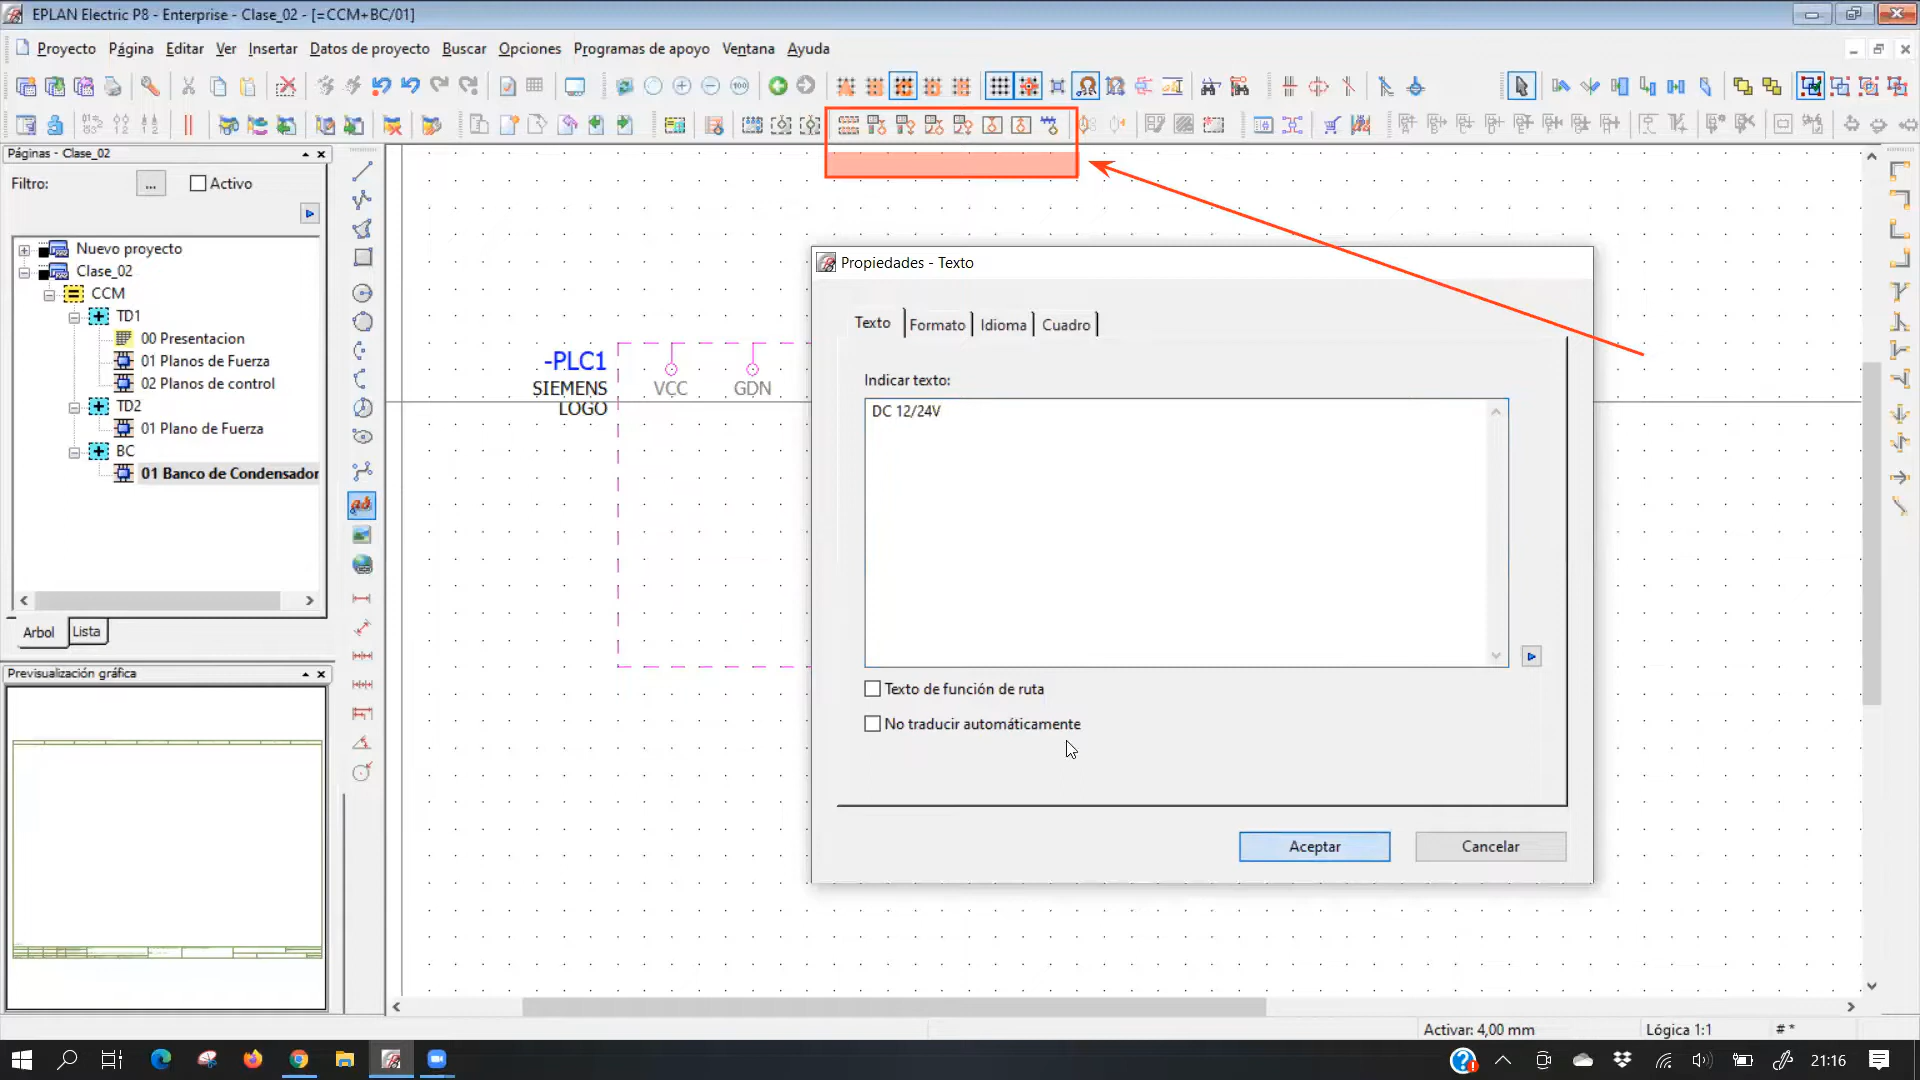 EPLAN Electric P8 - Enterprise - Clase_02 - [=CCM+BC/01]
Proyecto Página Editar Ver Insertar Datos de proyecto Buscar Opciones Programas de apoyo Ventana Ayuda
100
Páginas - Clase_02
Filtro: ... Activo
Nuevo proyecto
Clase_02
CCM
TD1
00 Presentacion
01 Planos de Fuerza
02 Planos de control
TD2
01 Plano de Fuerza
BC
01 Banco de Condensador
Arbol Lista
Previsualización gráfica
ab
-PLC1
SIEMENS
LOGO
VCC GDN
Propiedades - Texto
Texto Formato Idioma Cuadro
Indicar texto:
DC 12/24V
Texto de función de ruta
No traducir automáticamente
Aceptar Cancelar
Activar: 4,00 mm Lógica 1:1 # *
21:16